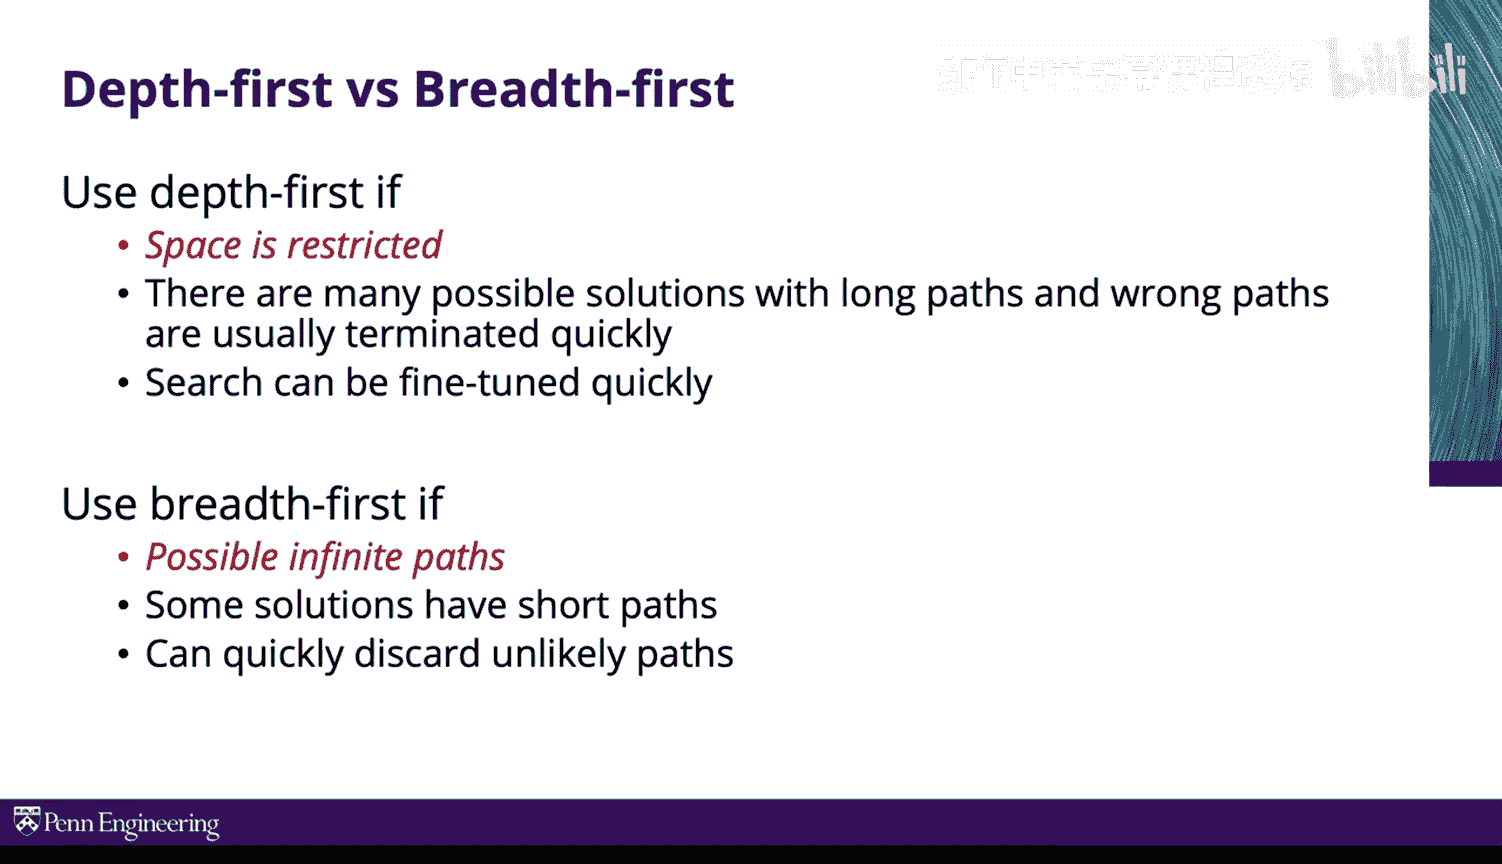 Depth-first vs Breadth-first
bilibili
Use depth-first if
• Space is restricted
• There are many possible solutions with long paths and wrong paths
are usually terminated quickly
• Search can be fine-tuned quickly
Use breadth-first if
• Possible infinite paths
• Some solutions have short paths
• Can quickly discard unlikely paths
Penn Engineering